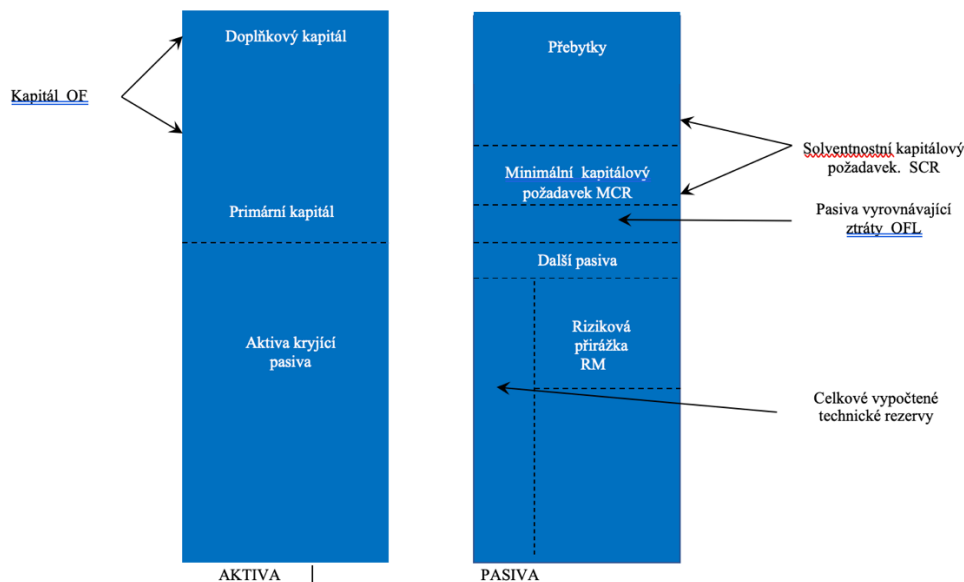 Doplňkový kapitál
Přebytky
Kapitál OF
Solventnostní kapitálový
požadavek. SCR
Minimální kapitálový
požadavek MCR
Primární kapitál
Pasiva vyrovnávající
ztráty OFL
Další pasiva
Aktiva kryjící
pasiva
Riziková
přirážka
RM
Celkové vypočtené
technické rezervy
AKTIVA
PASIVA